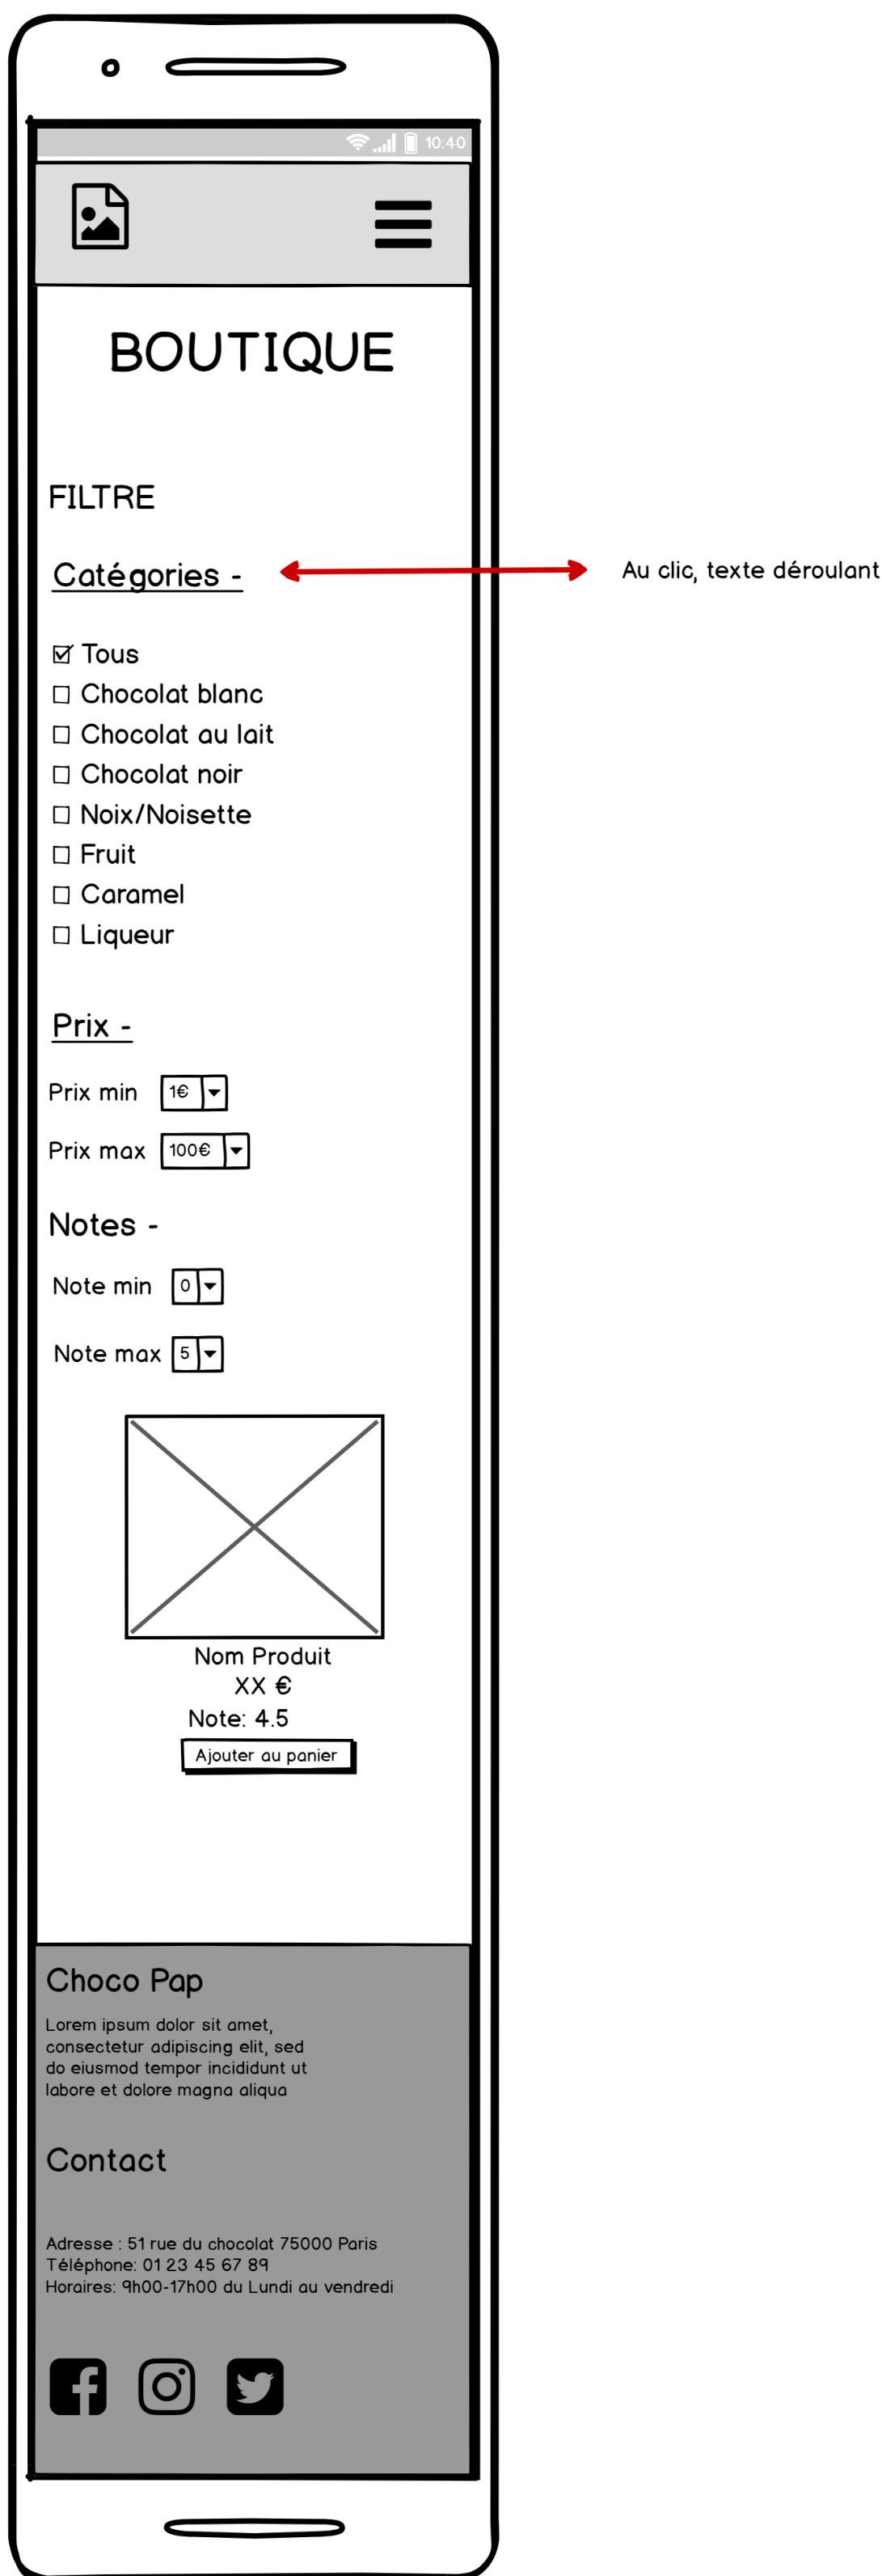 10:40
BOUTIQUE
FILTRE
Catégories -
Au clic, texte déroulant
Tous
Chocolat blanc
Chocolat au lait
Chocolat noir
Noix/Noisette
Fruit
Caramel
Liqueur
Prix -
Prix min 1€
Prix max 100€
Notes -
Note min 0
Note max 5
Nom Produit
XX €
Note: 4.5
Ajouter au panier
Choco Pap
Lorem ipsum dolor sit amet,
consectetur adipiscing elit, sed
do eiusmod tempor incididunt ut
labore et dolore magna aliqua
Contact
Adresse : 51 rue du chocolat 75000 Paris
Téléphone: 01 23 45 67 89
Horaires: 9h00-17h00 du Lundi au vendredi